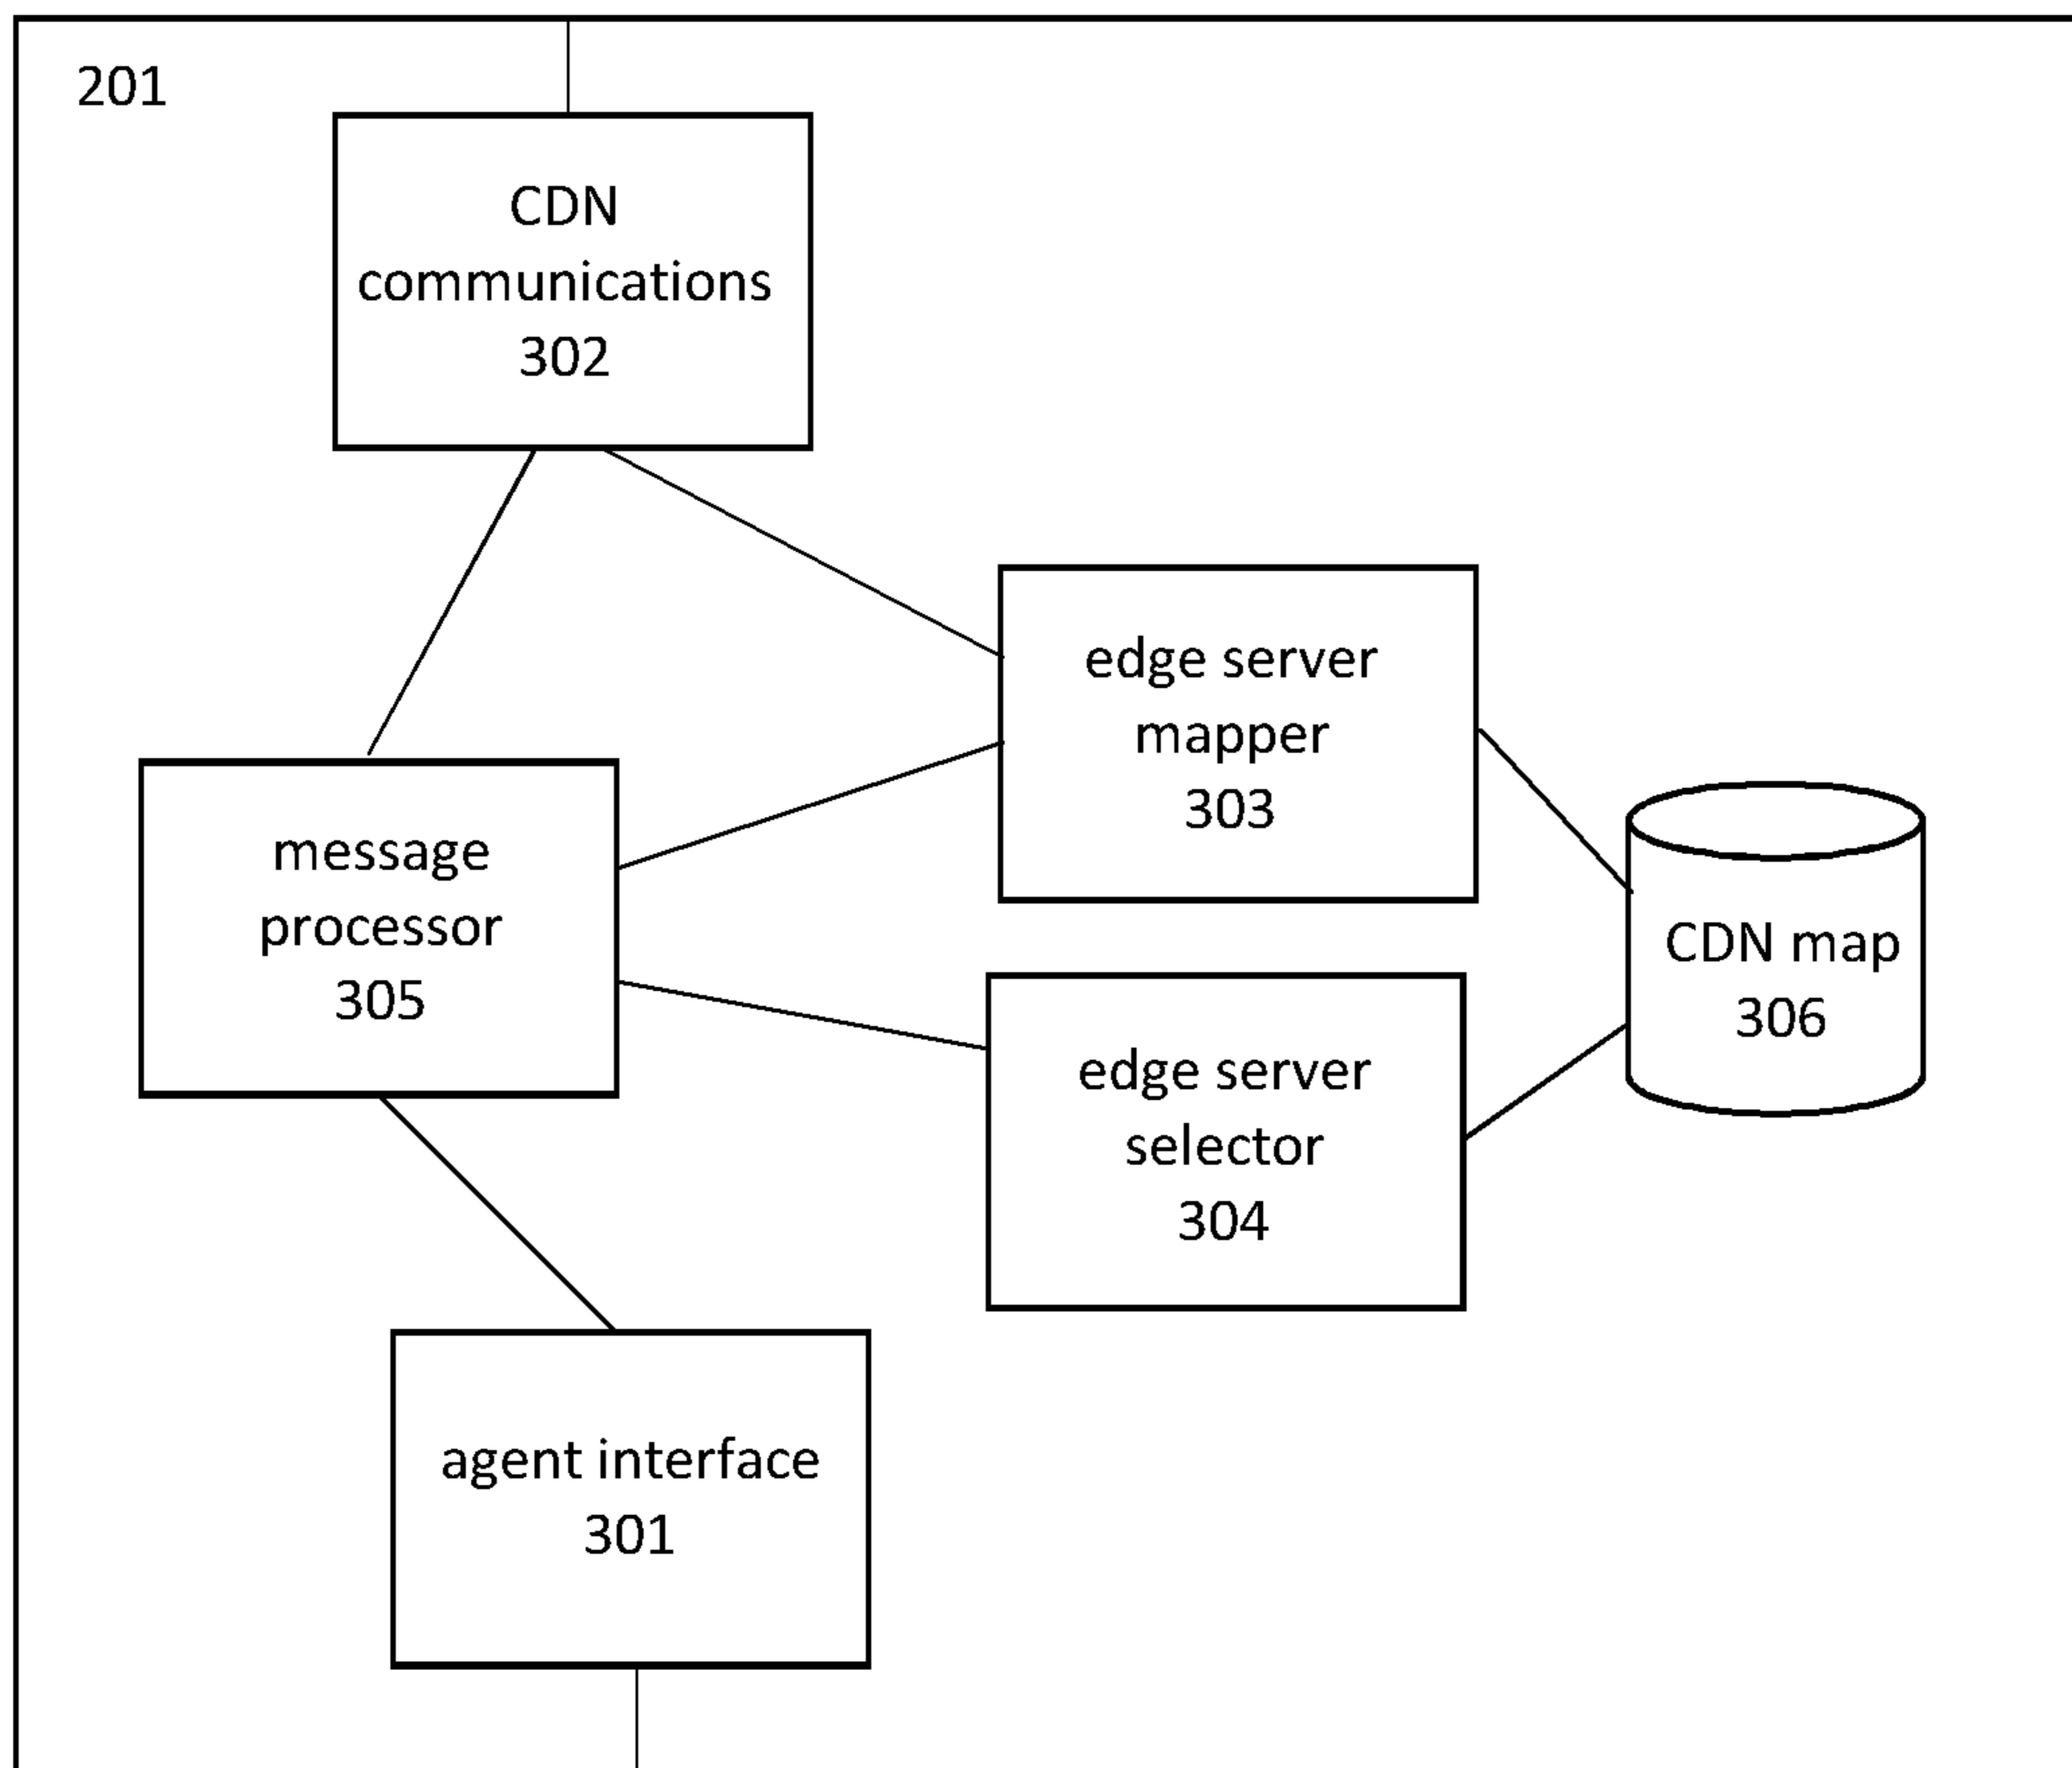 201
CDN
communications
302
edge server
mapper
303
message
processor
305
CDN map
306
edge server
selector
304
agent interface
301